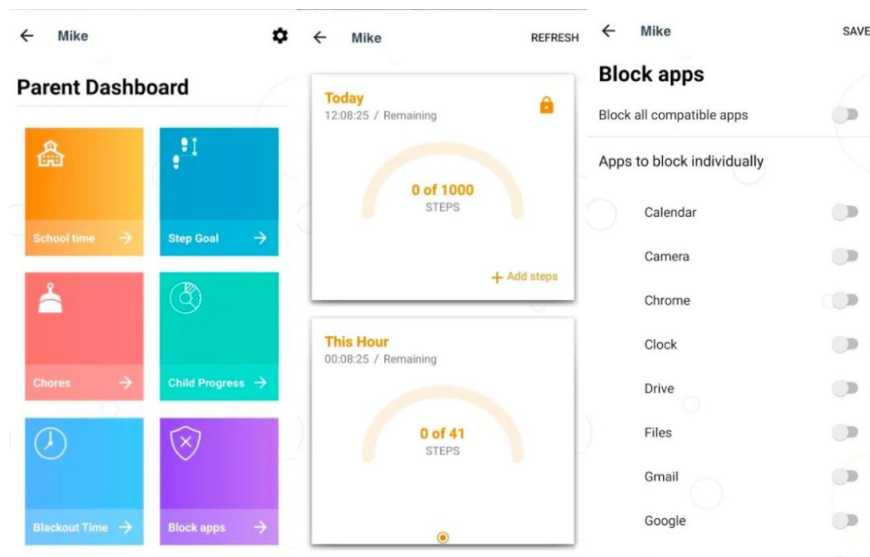 Mike
Parent Dashboard
School time
Step Goal
Chores
Child Progress
Blackout Time
Block apps
Mike
REFRESH
Today
12:08:25 / Remaining
0 of 1000
STEPS
+ Add steps
This Hour
00:08:25 / Remaining
0 of 41
STEPS
Mike
SAVE
Block apps
Block all compatible apps
Apps to block individually
Calendar
Camera
Chrome
Clock
Drive
Files
Gmail
Google